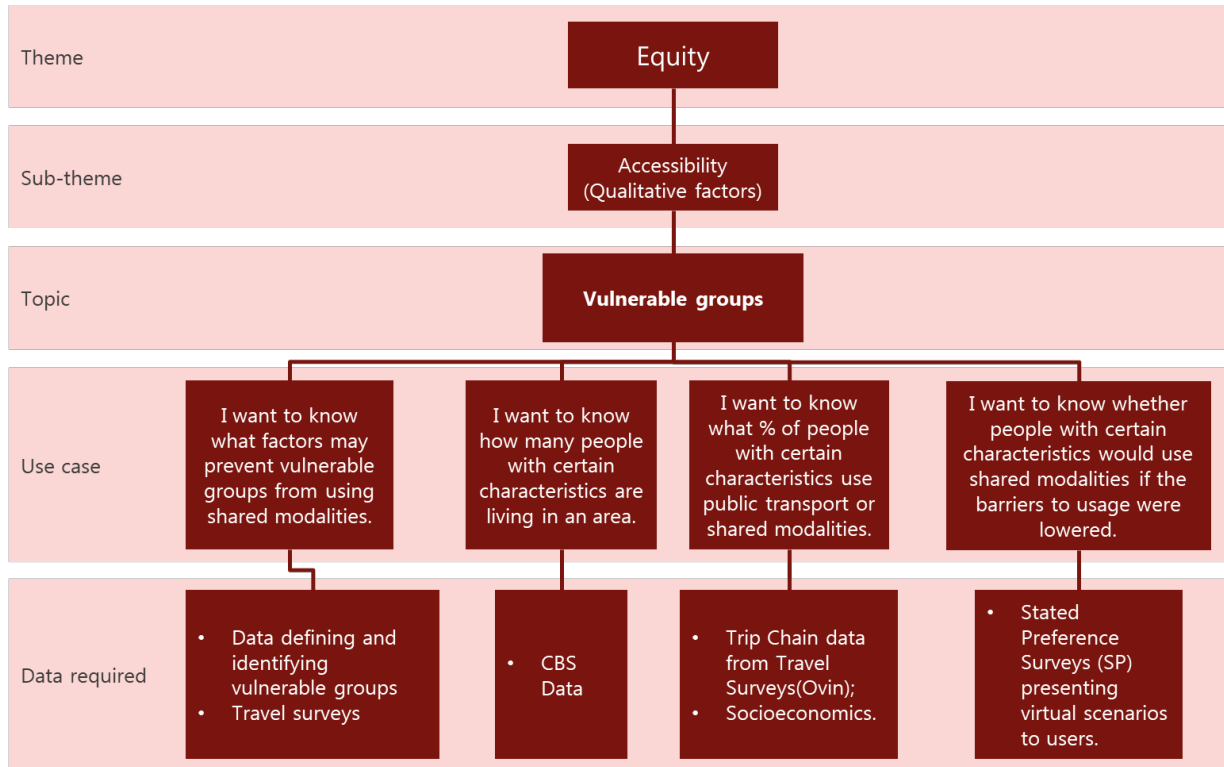 Theme
Equity
Sub-theme
Accessibility
(Qualitative factors)
Topic
Vulnerable groups
Use case
I want to know
what factors may
prevent vulnerable
groups from using
shared modalities.
I want to know
how many people
with certain
characteristics are
living in an area.
I want to know
what % of people
with certain
characteristics use
public transport or
shared modalities.
I want to know whether
people with certain
characteristics would use
shared modalities if the
barriers to usage were
lowered.
Data required
• Data defining and
identifying
vulnerable groups
• Travel surveys
• CBS
Data
• Trip Chain data
from Travel
Surveys(Ovin);
• Socioeconomics.
• Stated
Preference
Surveys (SP)
presenting
virtual scenarios
to users.